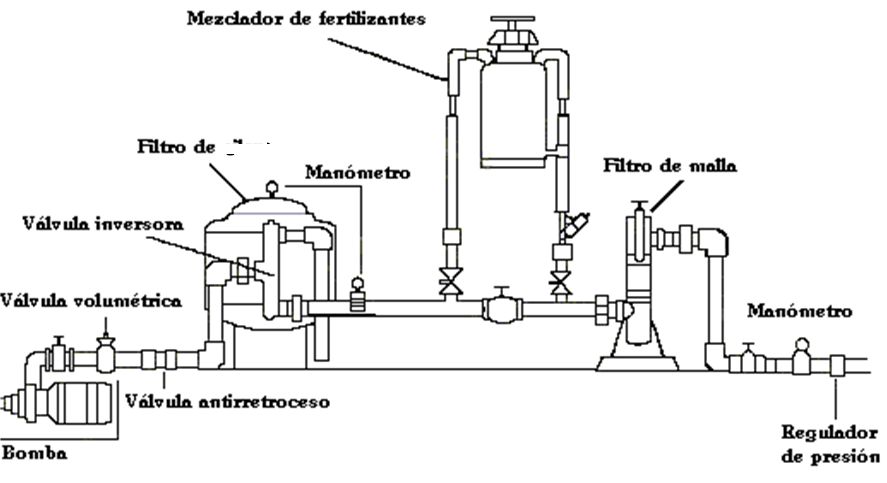 Mezclador de fertilizantes
Filtro de
Manómetro
Filtro de malla
Válvula inversora
Válvula volumétrica
Manómetro
Válvula antirretroceso
Bomba
Regulador
de presión